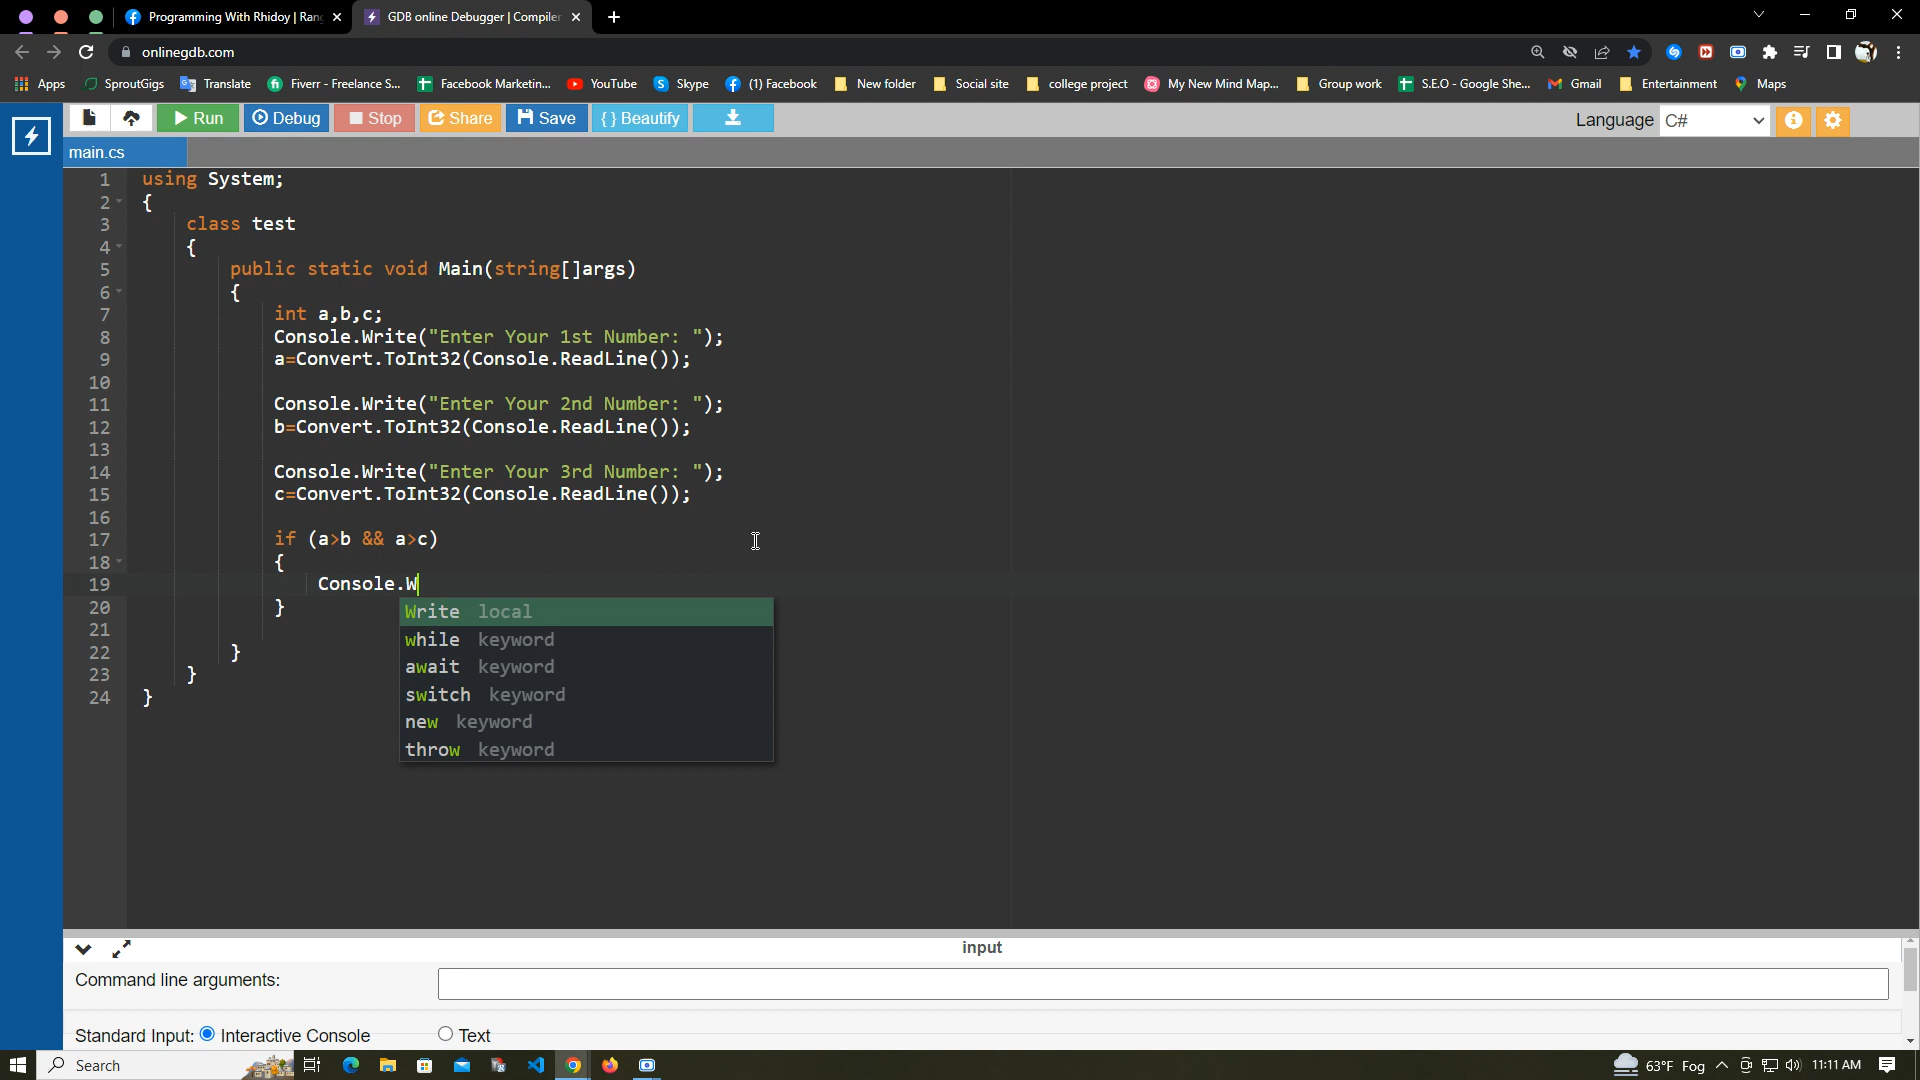 Programming With Rhidoy | Ran
GDB online Debugger | Compiler
onlinegdb.com
Apps
SproutGigs
Translate
Fiverr - Freelance S...
Facebook Marketin...
YouTube
Skype
(1) Facebook
New folder
Social site
college project
My New Mind Map...
Group work
S.E.O - Google She...
Gmail
Entertainment
Maps
Run
Debug
Stop
Share
Save
{ } Beautify
Language C#
main.cs
1 using System;
2 {
3 class test
4 {
5 public static void Main(string[]args)
6 {
7 int a,b,c;
8 Console.Write("Enter Your 1st Number: ");
9 a=Convert.ToInt32(Console.ReadLine());
10
11 Console.Write("Enter Your 2nd Number: ");
12 b=Convert.ToInt32(Console.ReadLine());
13
14 Console.Write("Enter Your 3rd Number: ");
15 c=Convert.ToInt32(Console.ReadLine());
16
17 if (a>b && a>c)
18 {
19 Console.W
20 }
21
22 }
23 }
24 }
Write local
while keyword
await keyword
switch keyword
new keyword
throw keyword
input
Command line arguments:
Standard Input: Interactive Console Text
Search
63°F Fog
11:11 AM